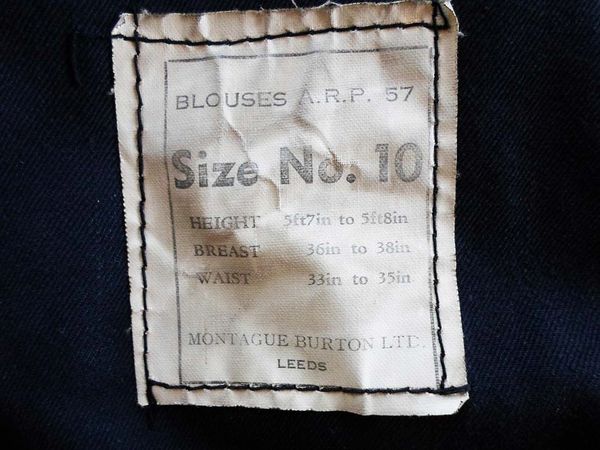 BLOUSES A.R.P. 57
Size No. 10
HEIGHT 5ft7in to 5ft8in
BREAST 36in to 38in
WAIST 33in to 35in
MONTAGUE BURTON LTD.
LEEDS